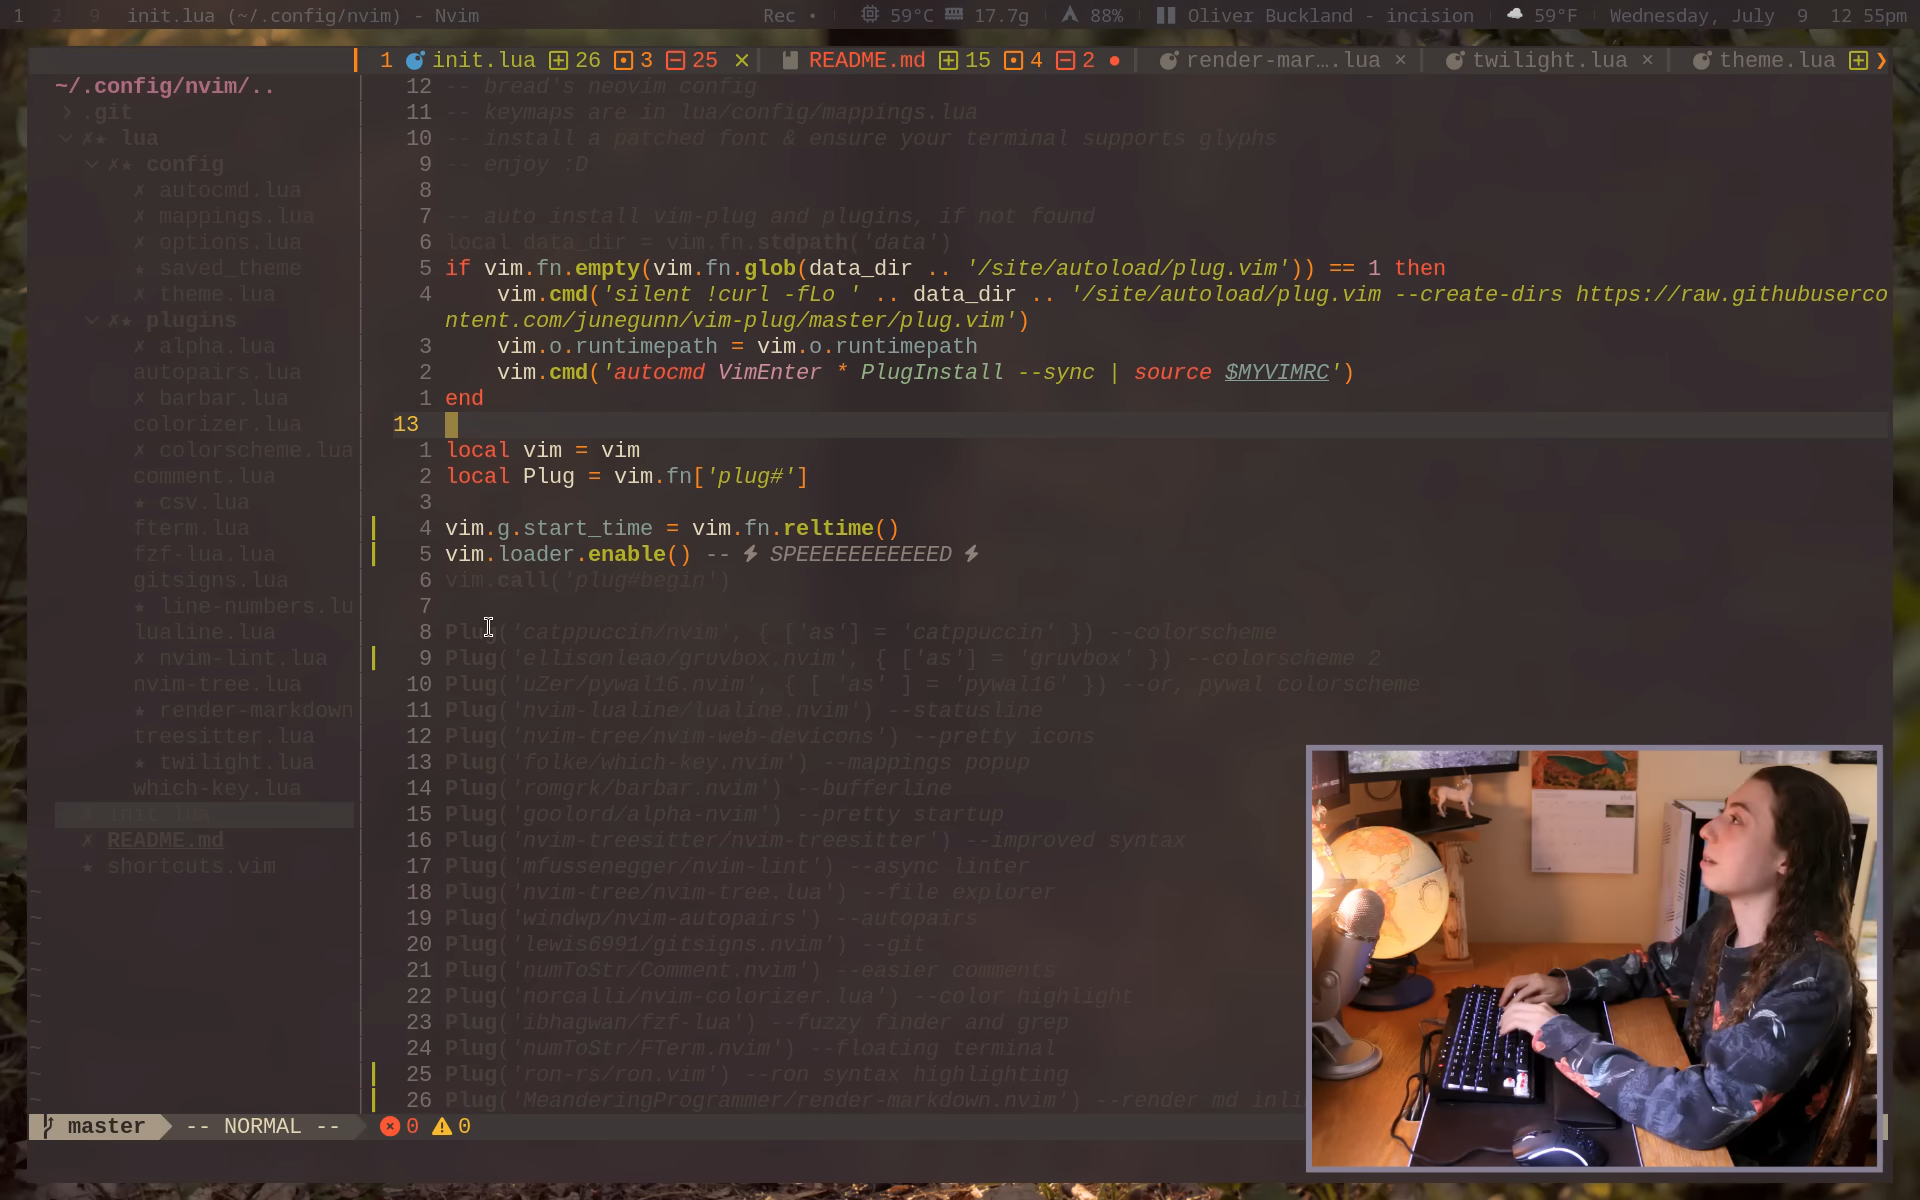 1 2 9 init.lua (~/.config/nvim) - Nvim Rec • 59°C 17.7g 88% Oliver Buckland - incision 59°F Wednesday, July 9 12 55pm
1 init.lua 26 3 25 README.md 15 4 2 ● render-mar….lua × twilight.lua × theme.lua
~/.config/nvim/..
.git
✗★ lua
✗★ config
✗ autocmd.lua
✗ mappings.lua
✗ options.lua
★ saved_theme
✗ theme.lua
✗★ plugins
✗ alpha.lua
autopairs.lua
✗ barbar.lua
colorizer.lua
✗ colorscheme.lua
comment.lua
★ csv.lua
fterm.lua
fzf-lua.lua
gitsigns.lua
★ line-numbers.lu
lualine.lua
✗ nvim-lint.lua
nvim-tree.lua
★ render-markdown
treesitter.lua
★ twilight.lua
which-key.lua
✗ init.lua
✗ README.md
★ shortcuts.vim
12 -- bread's neovim config
11 -- keymaps are in lua/config/mappings.lua
10 -- install a patched font & ensure your terminal supports glyphs
9 -- enjoy :D
8
7 -- auto install vim-plug and plugins, if not found
6 local data_dir = vim.fn.stdpath('data')
5 if vim.fn.empty(vim.fn.glob(data_dir .. '/site/autoload/plug.vim')) == 1 then
4 vim.cmd('silent !curl -fLo ' .. data_dir .. '/site/autoload/plug.vim --create-dirs https://raw.githubuserco
ntent.com/junegunn/vim-plug/master/plug.vim')
3 vim.o.runtimepath = vim.o.runtimepath
2 vim.cmd('autocmd VimEnter * PlugInstall --sync | source $MYVIMRC')
1 end
13
1 local vim = vim
2 local Plug = vim.fn['plug#']
3
4 vim.g.start_time = vim.fn.reltime()
5 vim.loader.enable() -- ⚡ SPEEEEEEEEEEED ⚡
6 vim.call('plug#begin')
7
8 Plug('catppuccin/nvim', { ['as'] = 'catppuccin' }) --colorscheme
9 Plug('ellisonleao/gruvbox.nvim', { ['as'] = 'gruvbox' }) --colorscheme 2
10 Plug('uZer/pywal16.nvim', { [ 'as' ] = 'pywal16' }) --or, pywal colorscheme
11 Plug('nvim-lualine/lualine.nvim') --statusline
12 Plug('nvim-tree/nvim-web-devicons') --pretty icons
13 Plug('folke/which-key.nvim') --mappings popup
14 Plug('romgrk/barbar.nvim') --bufferline
15 Plug('goolord/alpha-nvim') --pretty startup
16 Plug('nvim-treesitter/nvim-treesitter') --improved syntax
17 Plug('mfussenegger/nvim-lint') --async linter
18 Plug('nvim-tree/nvim-tree.lua') --file explorer
19 Plug('windwp/nvim-autopairs') --autopairs
20 Plug('lewis6991/gitsigns.nvim') --git
21 Plug('numToStr/Comment.nvim') --easier comments
22 Plug('norcalli/nvim-colorizer.lua') --color highlight
23 Plug('ibhagwan/fzf-lua') --fuzzy finder and grep
24 Plug('numToStr/FTerm.nvim') --floating terminal
25 Plug('ron-rs/ron.vim') --ron syntax highlighting
26 Plug('MeanderingProgrammer/render-markdown.nvim') --render md inli
master -- NORMAL -- 0 0